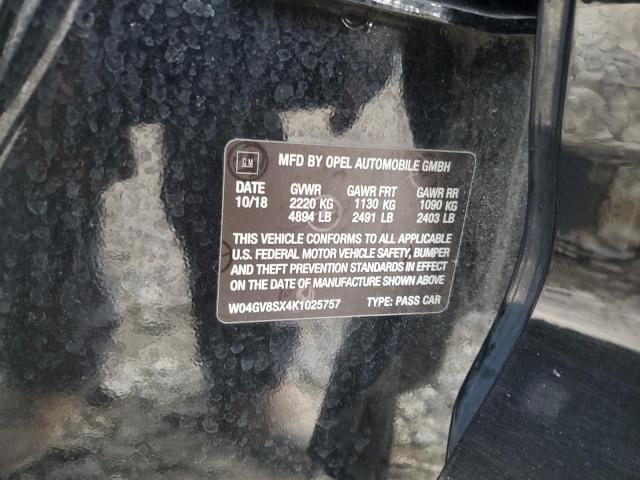 GM
MFD BY OPEL AUTOMOBILE GMBH
DATE GVWR GAWR FRT GAWR RR
10/18 2220 KG 1130 KG 1090 KG
4894 LB 2491 LB 2403 LB
THIS VEHICLE CONFORMS TO ALL APPLICABLE
U.S. FEDERAL MOTOR VEHICLE SAFETY, BUMPER
AND THEFT PREVENTION STANDARDS IN EFFECT
ON THE DATE OF MANUFACTURE SHOWN ABOVE
W04GV8SX4K1025757 TYPE: PASS CAR